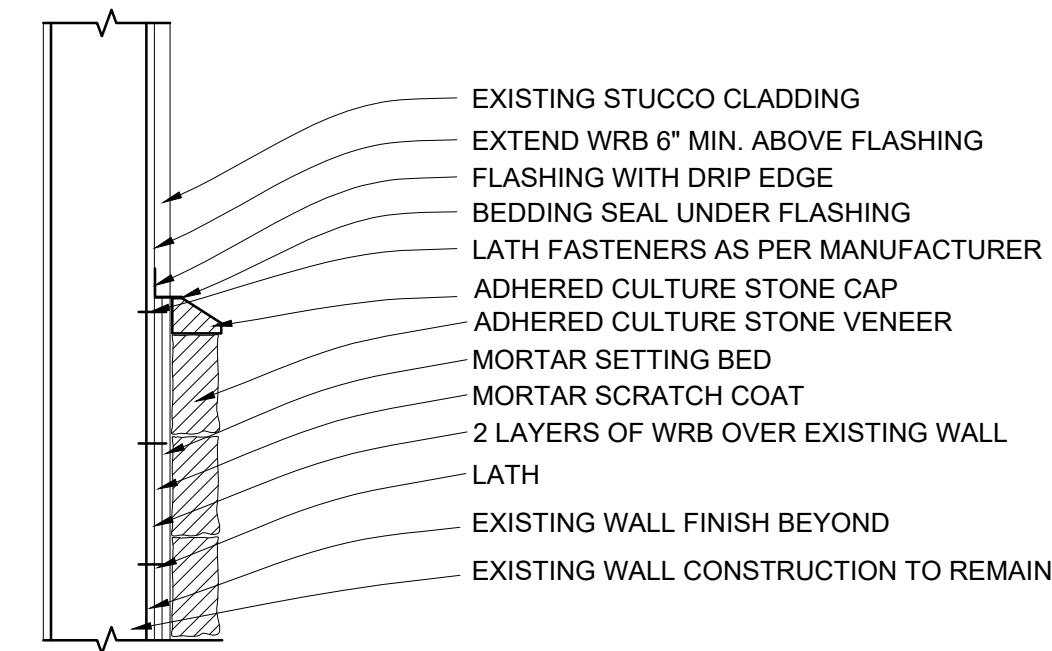 EXISTING STUCCO CLADDING
EXTEND WRB 6" MIN. ABOVE FLASHING
FLASHING WITH DRIP EDGE
BEDDING SEAL UNDER FLASHING
LATH FASTENERS AS PER MANUFACTURER
ADHERED CULTURE STONE CAP
ADHERED CULTURE STONE VENEER
MORTAR SETTING BED
MORTAR SCRATCH COAT
2 LAYERS OF WRB OVER EXISTING WALL
LATH
EXISTING WALL FINISH BEYOND
EXISTING WALL CONSTRUCTION TO REMAIN